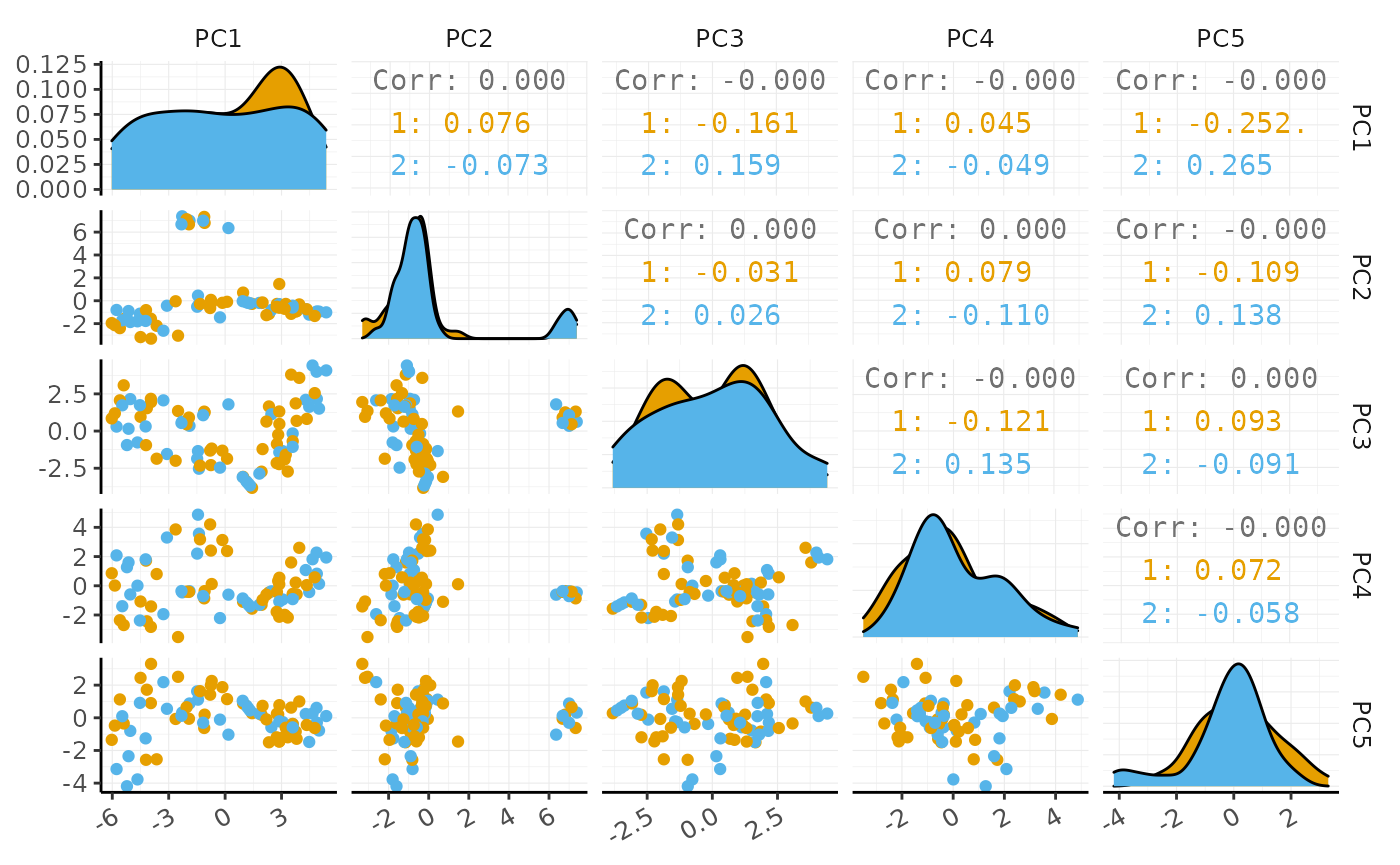 PC1 PC2 PC3 PC4 PC5
0.125
0.100
0.075
0.050
0.025
0.000
Corr: 0.000
1: 0.076
2: -0.073
Corr: -0.000
1: -0.161
2: 0.159
Corr: -0.000
1: 0.045
2: -0.049
Corr: -0.000
1: -0.252.
2: 0.265
PC1
6
4
2
0
-2
Corr: 0.000
1: -0.031
2: 0.026
Corr: 0.000
1: 0.079
2: -0.110
Corr: -0.000
1: -0.109
2: 0.138
PC2
2.5
0.0
-2.5
Corr: -0.000
1: -0.121
2: 0.135
Corr: 0.000
1: 0.093
2: -0.091
PC3
4
2
0
-2
Corr: -0.000
1: 0.072
2: -0.058
PC4
2
0
-2
-4
PC5
-6 -3 0 3
-2 0 2 4 6
-2.5 0.0 2.5
-2 0 2 4
-4 -2 0 2